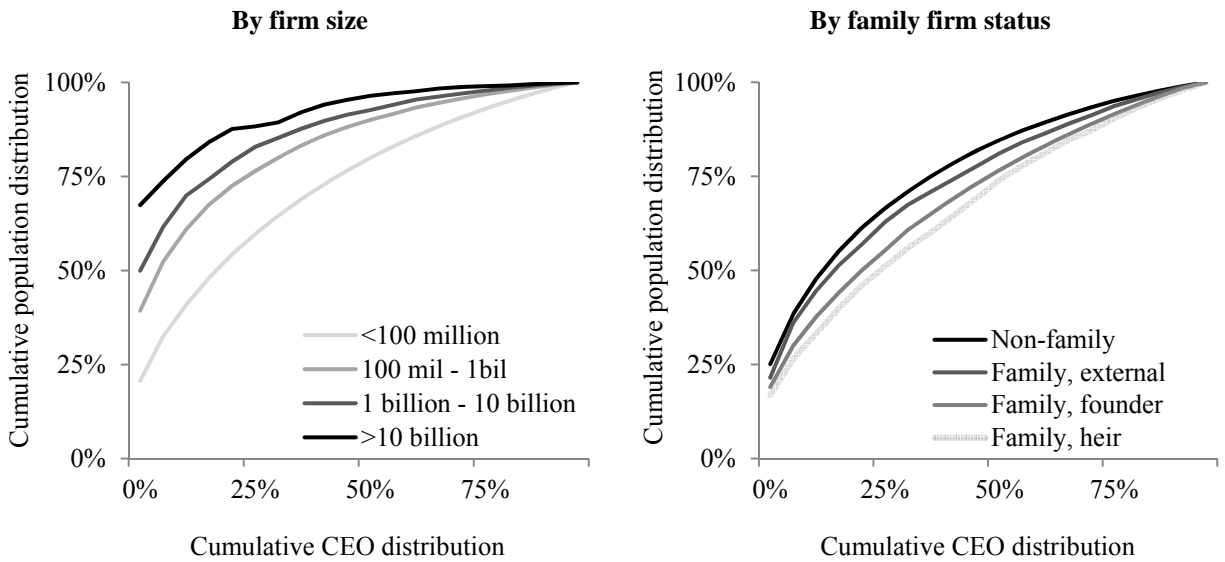 By firm size
Cumulative population distribution
100%
75%
50%
25%
0%
<100 million
100 mil - 1bil
1 billion - 10 billion
>10 billion
0%
25%
50%
75%
Cumulative CEO distribution
By family firm status
Cumulative population distribution
100%
75%
50%
25%
0%
Non-family
Family, external
Family, founder
Family, heir
0%
25%
50%
75%
Cumulative CEO distribution